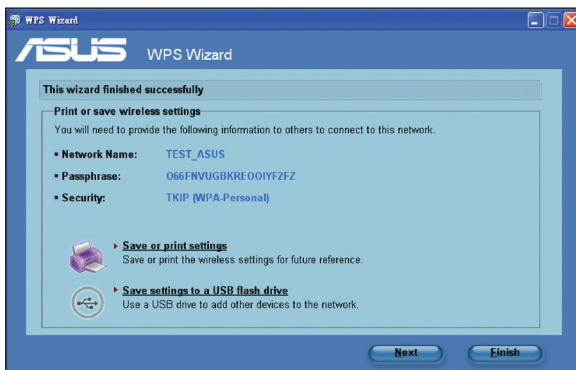 WPS Wizard
ASUS WPS Wizard
This wizard finished successfully
Print or save wireless settings
You will need to provide the following information to others to connect to this network.
Network Name: TEST_ASUS
Passphrase: O66FNVUGBKREOOIYF2FZ
Security: TKIP (WPA-Personal)
Save or print settings
Save or print the wireless settings for future reference.
Save settings to a USB flash drive
Use a USB drive to add other devices to the network.
Next Finish